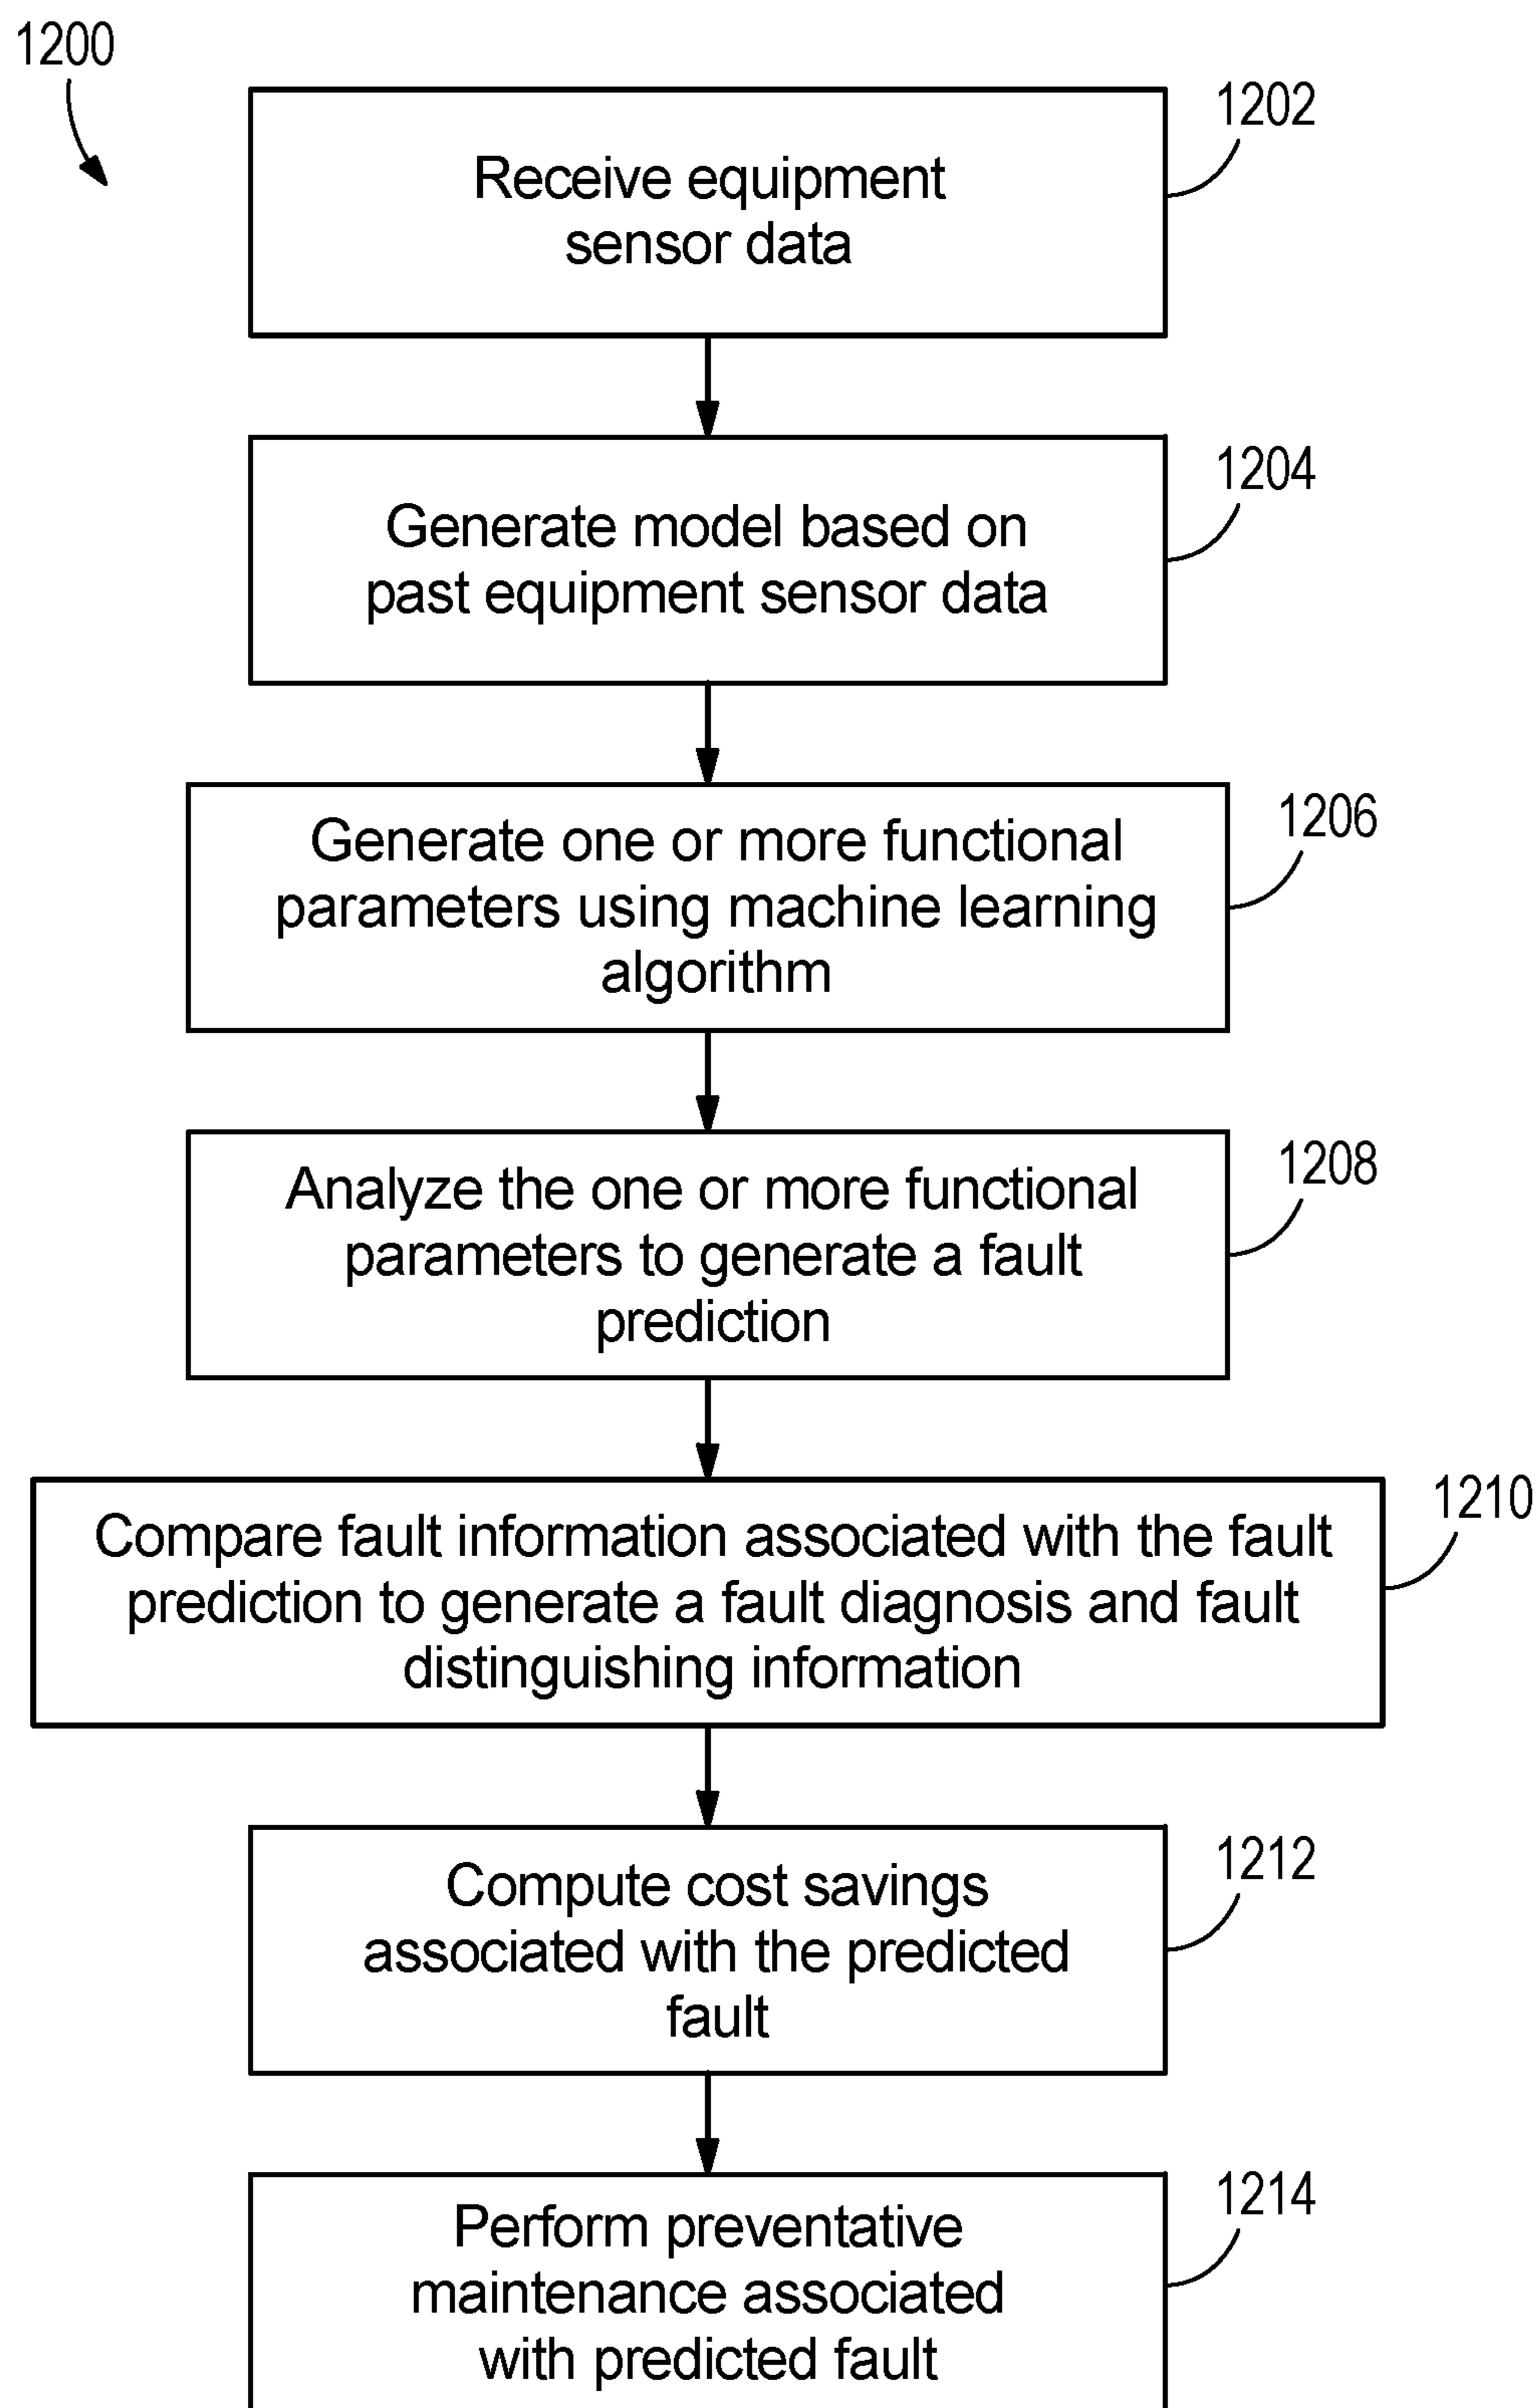 1200
1202
Receive equipment
sensor data
1204
Generate model based on
past equipment sensor data
1206
Generate one or more functional
parameters using machine learning
algorithm
1208
Analyze the one or more functional
parameters to generate a fault
prediction
1210
Compare fault information associated with the fault
prediction to generate a fault diagnosis and fault
distinguishing information
1212
Compute cost savings
associated with the predicted
fault
1214
Perform preventative
maintenance associated
with predicted fault